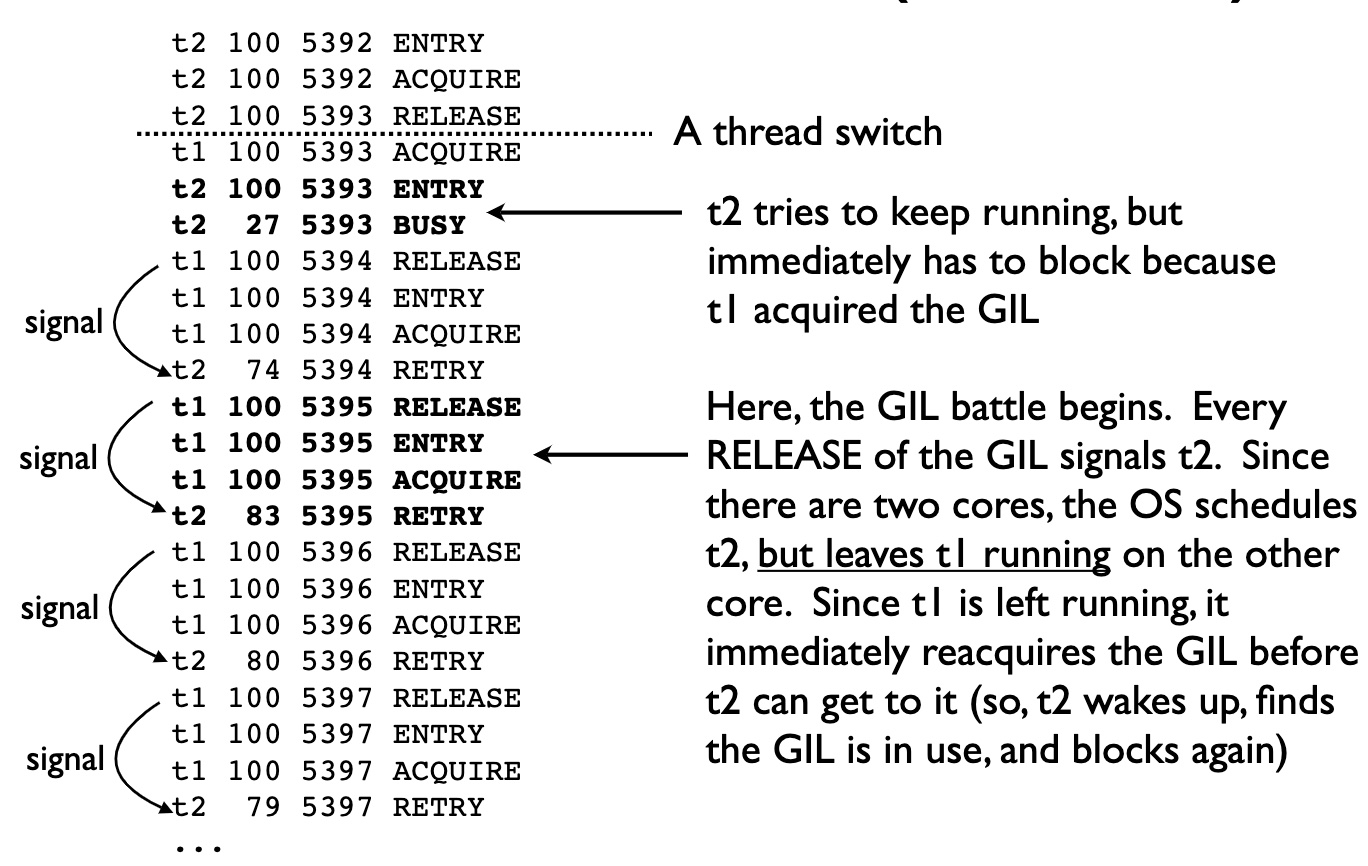 t2 100 5392 ENTRY
t2 100 5392 ACQUIRE
t2 100 5393 RELEASE
A thread switch
t1 100 5393 ACQUIRE
t2 100 5393 ENTRY
t2 27 5393 BUSY
t2 tries to keep running, but
immediately has to block because
t1 acquired the GIL
t1 100 5394 RELEASE
t1 100 5394 ENTRY
signal
t1 100 5394 ACQUIRE
t2 74 5394 RETRY
t1 100 5395 RELEASE
t1 100 5395 ENTRY
signal
t1 100 5395 ACQUIRE
t2 83 5395 RETRY
Here, the GIL battle begins. Every
RELEASE of the GIL signals t2. Since
there are two cores, the OS schedules
t2, but leaves t1 running on the other
core. Since t1 is left running, it
immediately reacquires the GIL before
t2 can get to it (so, t2 wakes up, finds
the GIL is in use, and blocks again)
t1 100 5396 RELEASE
t1 100 5396 ENTRY
signal
t1 100 5396 ACQUIRE
t2 80 5396 RETRY
t1 100 5397 RELEASE
t1 100 5397 ENTRY
signal
t1 100 5397 ACQUIRE
t2 79 5397 RETRY
...